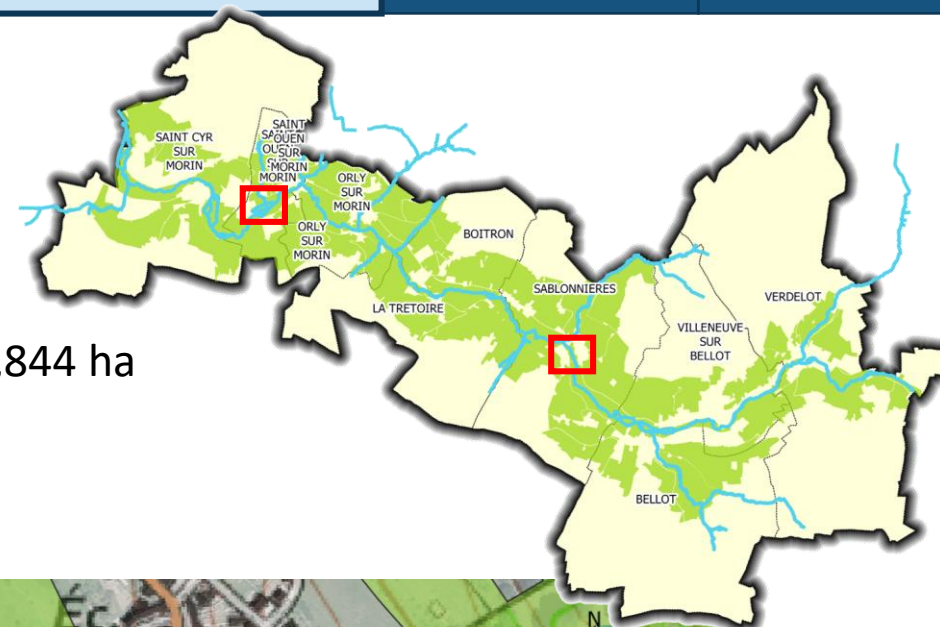 SAINT CYR
SUR
MORIN
SAINT
OUEN
SUR
MORIN
MORIN
ORLY
SUR
MORIN
ORLY
SUR
MORIN
BOITRON
LA TRETOIRE
SABLONNIERES
VERDELOT
VILLENEUVE
SUR
BELLOT
BELLOT
844 ha
N